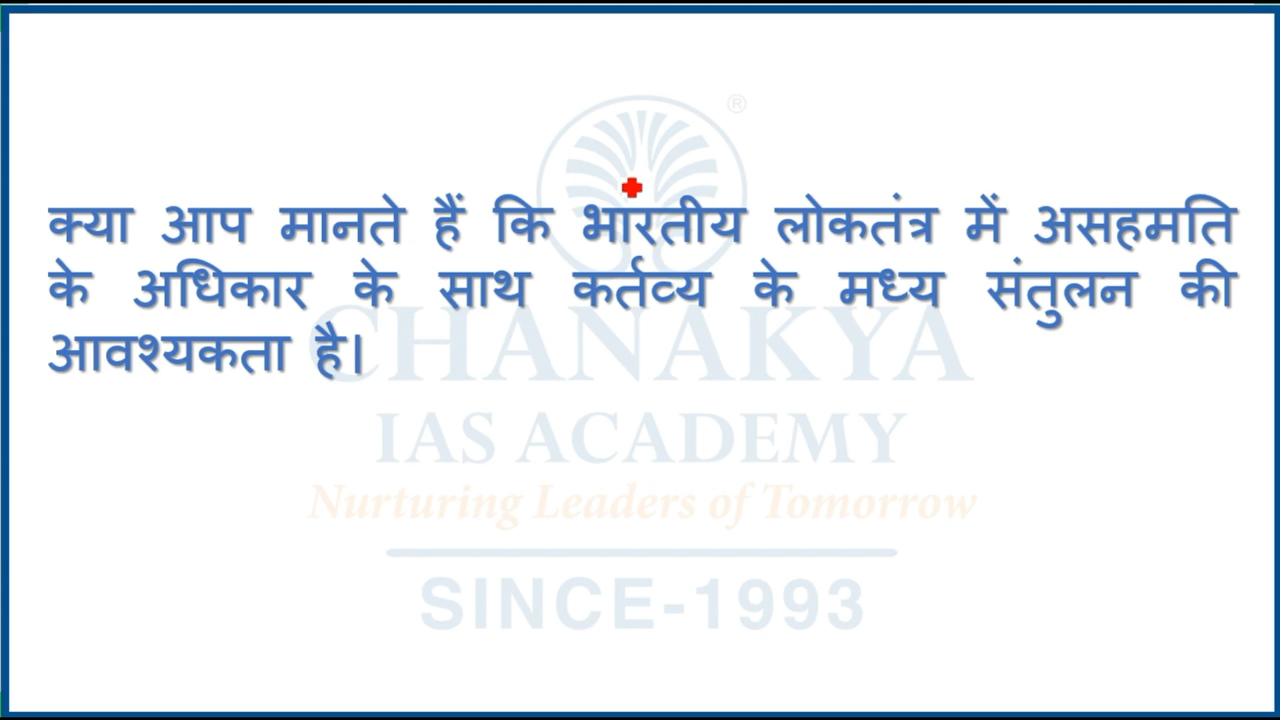 ®
क्या आप मानते हैं कि भारतीय लोकतंत्र में असहमति
के अधिकार के साथ कर्तव्य के मध्य संतुलन की
आवश्यकता है।
CHANAKYA
IAS ACADEMY
Nurturing Leaders of Tomorrow
SINCE-1993